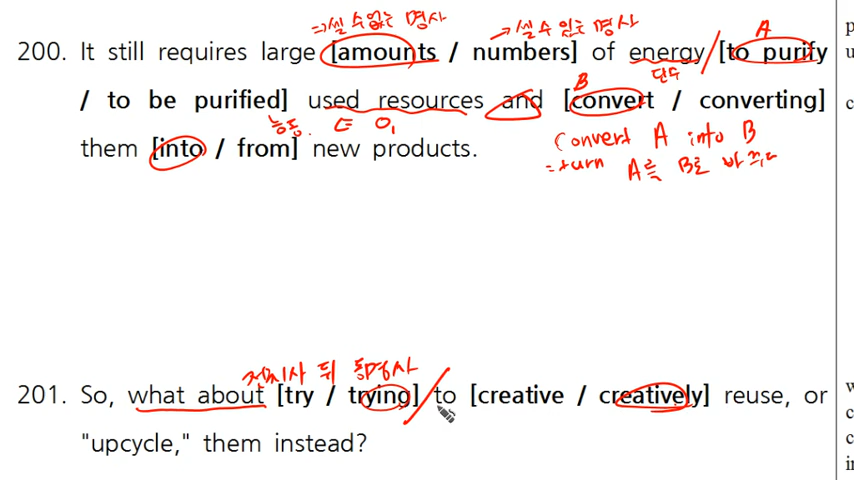 ⇒셀 수 없는 명사 → 셀 수 있는 명사 A
200. It still requires large [amounts / numbers] of energy/[to purify
단수
B
/ to be purified] used resources and [convert / converting]
능동. ∈ O, convert A into B
them [into / from] new products.
=turn A를 B로 바꾸다
전치사 뒤 동명사
201. So, what about [try / trying]/to [creative / creatively] reuse, or
"upcycle," them instead?